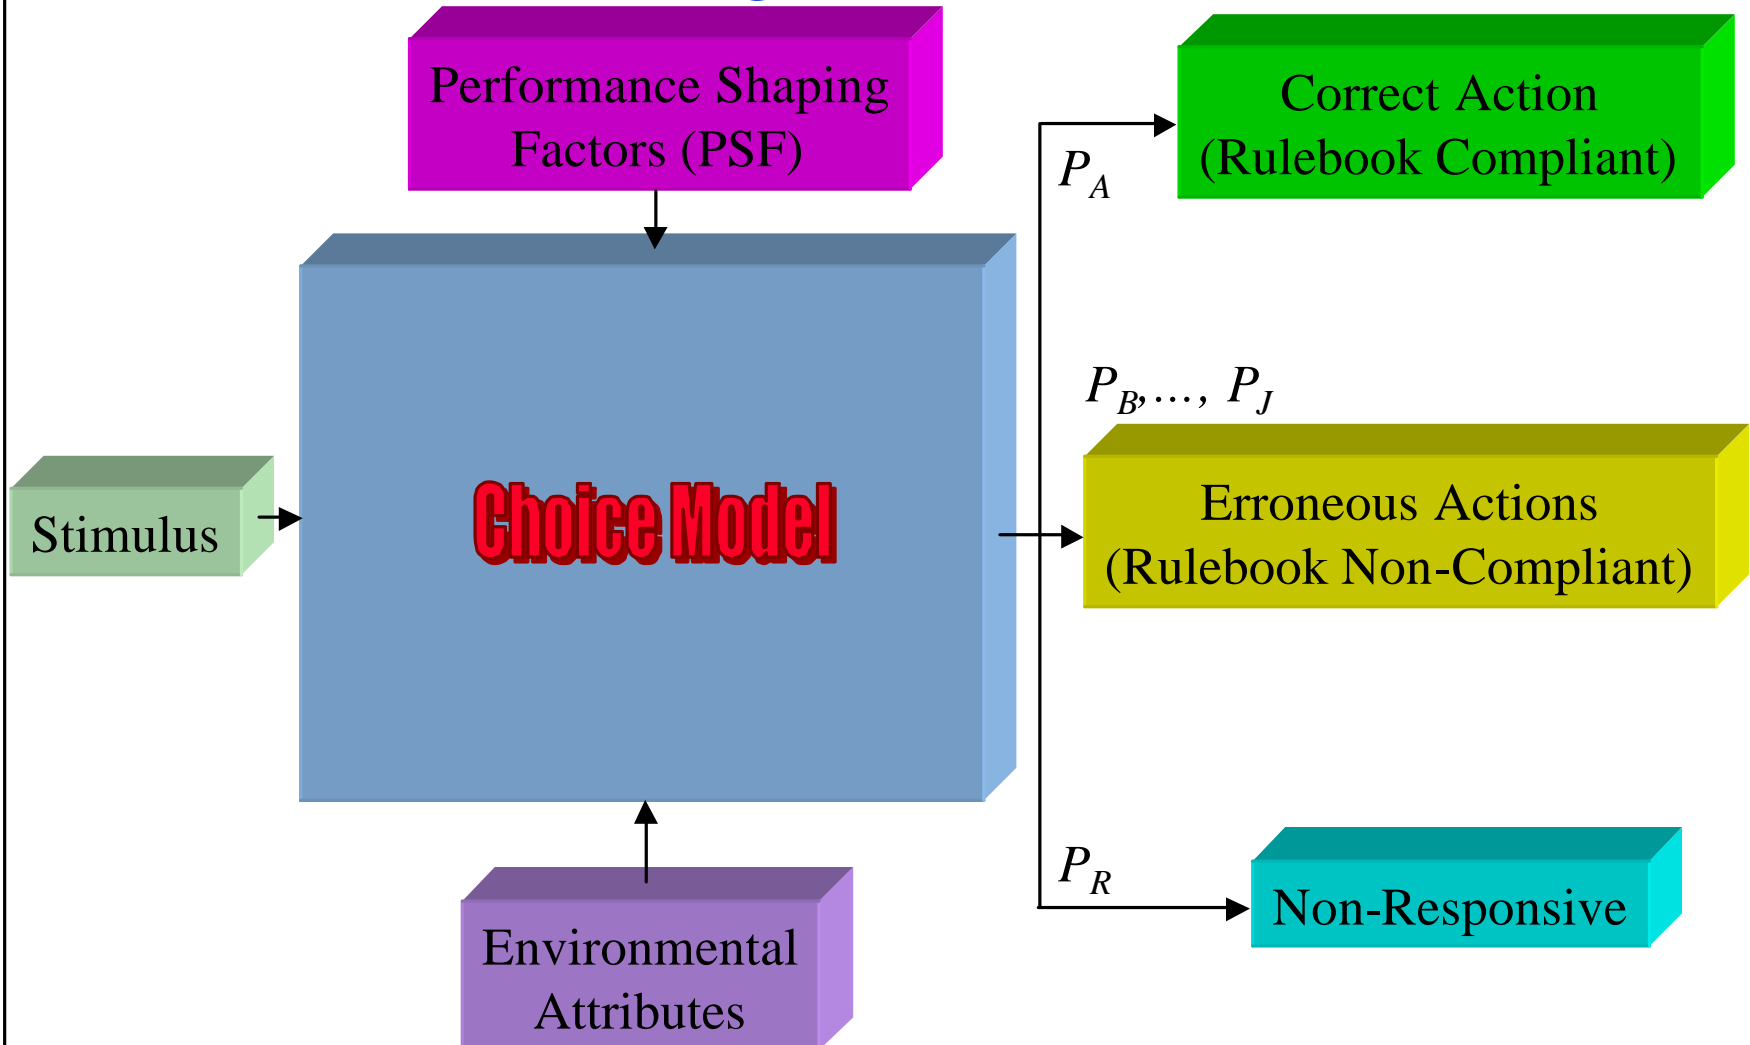 Performance Shaping
Factors (PSF)
Correct Action
(Rulebook Compliant)
P_A
P_B,..., P_J
Stimulus
Choice Model
Erroneous Actions
(Rulebook Non-Compliant)
P_R
Non-Responsive
Environmental
Attributes